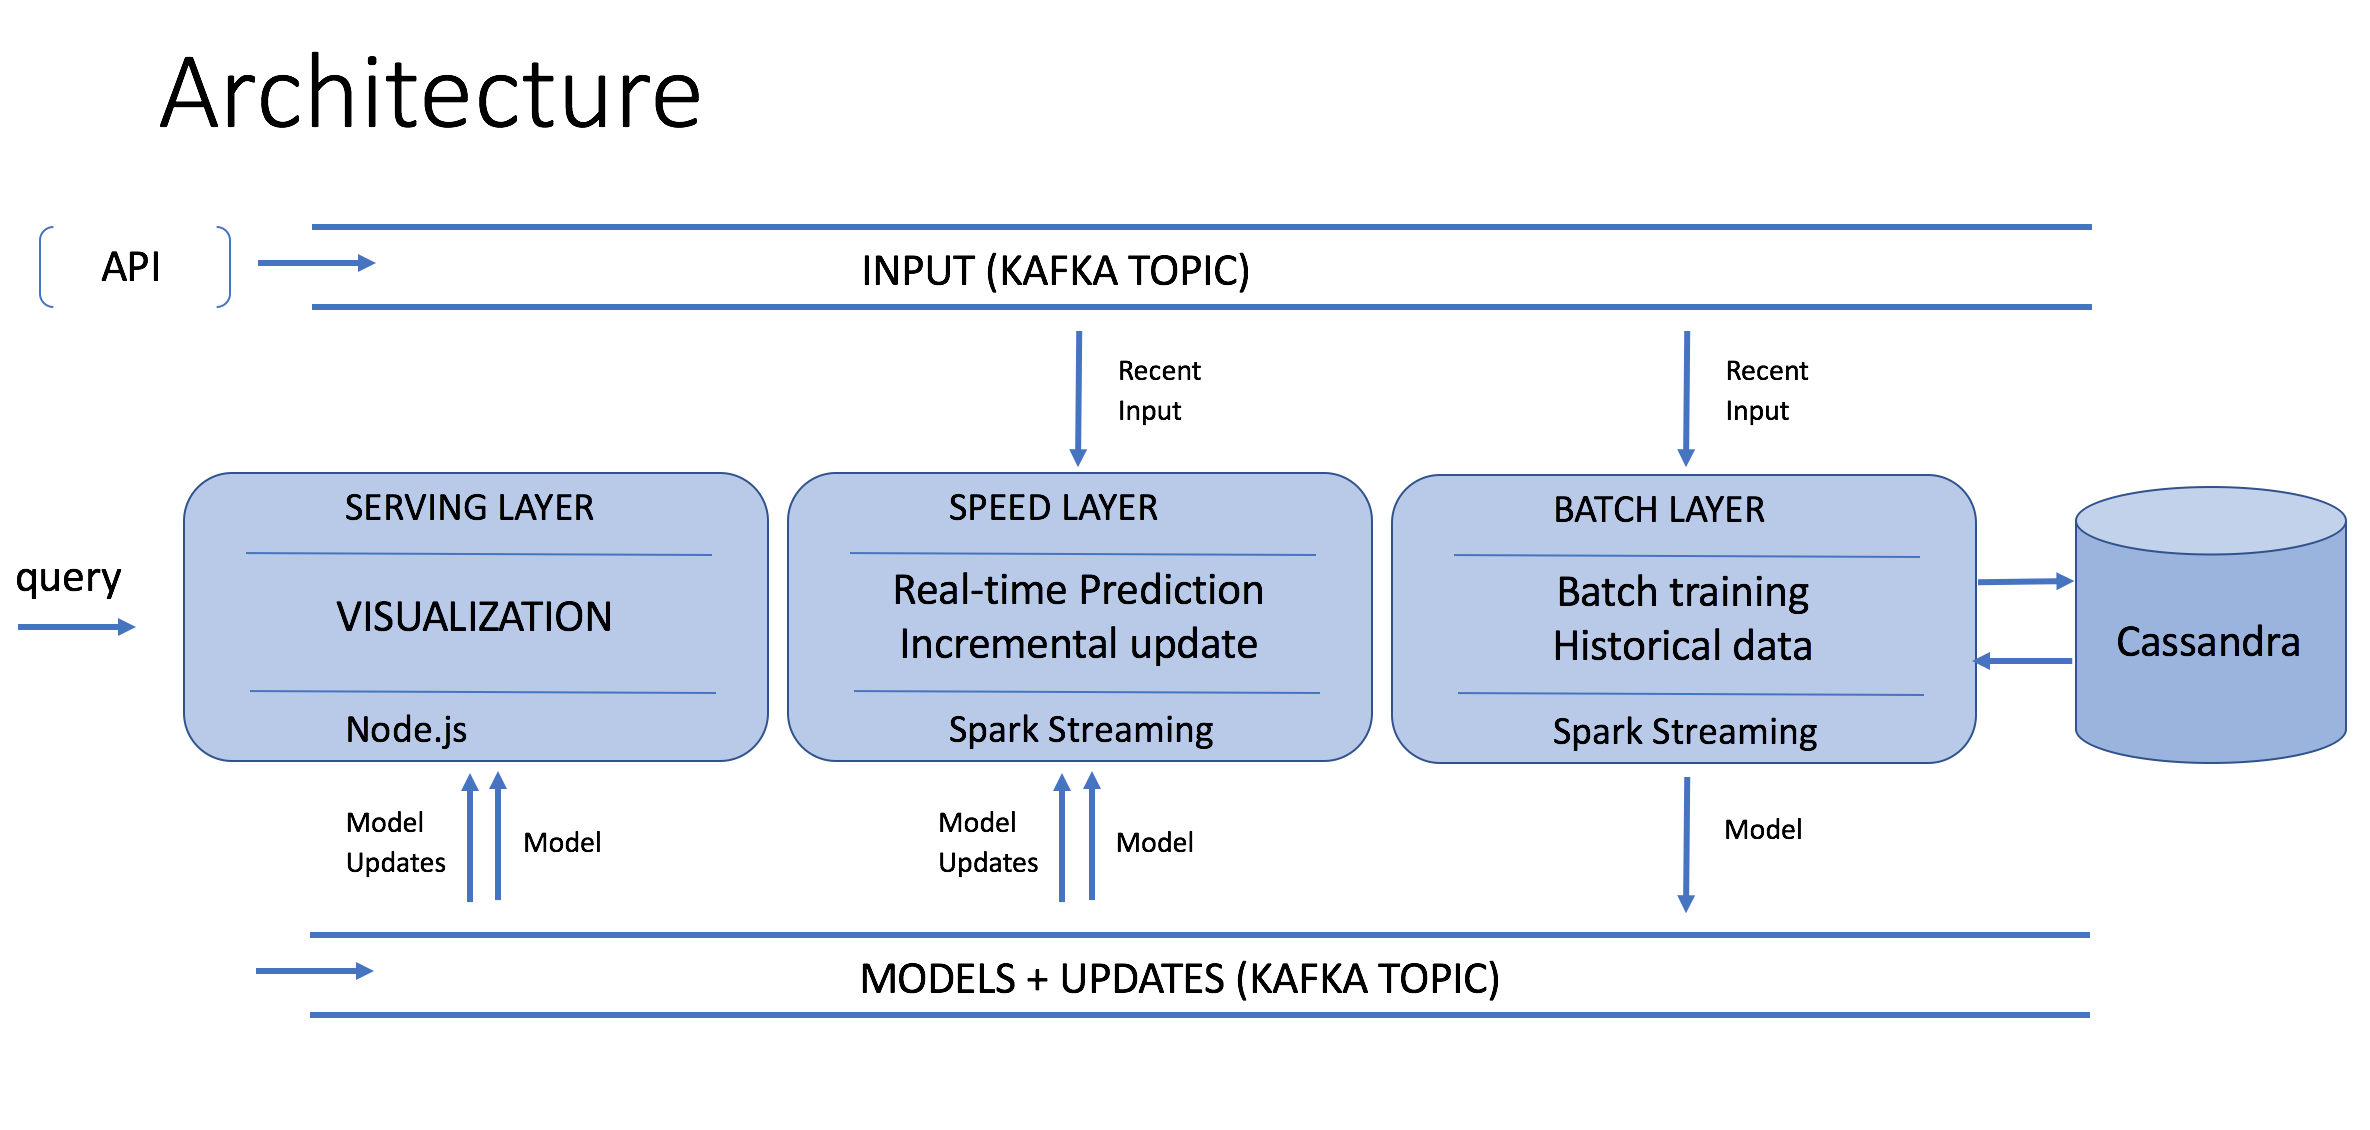 Architecture
API
INPUT (KAFKA TOPIC)
Recent
Input
Recent
Input
query
SERVING LAYER
VISUALIZATION
Node.js
SPEED LAYER
Real-time Prediction
Incremental update
Spark Streaming
BATCH LAYER
Batch training
Historical data
Spark Streaming
Cassandra
Model
Updates
Model
Model
Updates
Model
Model
MODELS + UPDATES (KAFKA TOPIC)